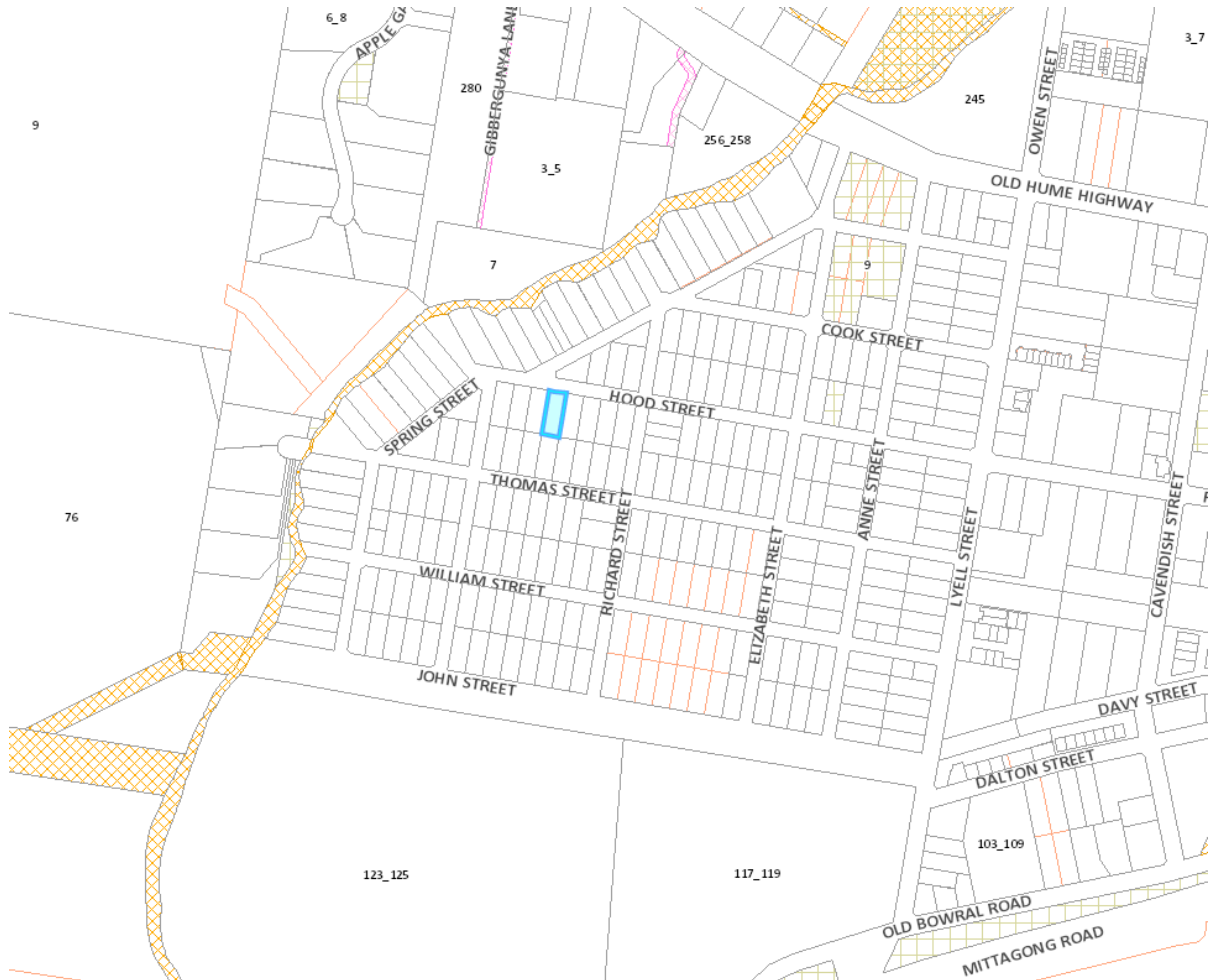 6_8
APPLE GA
GIBBERGUNYA LANE
3_7
OWEN STREET
280
245
9
256_258
3_5
OLD HUME HIGHWAY
7
9
COOK STREET
HOOD STREET
SPRING STREET
THOMAS STREET
ANNE STREET
RICHARD STREET
LYELL STREET
CAVENDISH STREET
76
ELIZABETH STREET
WILLIAM STREET
JOHN STREET
DAVY STREET
DALTON STREET
103_109
123_125
117_119
OLD BOWRAL ROAD
MITTAGONG ROAD